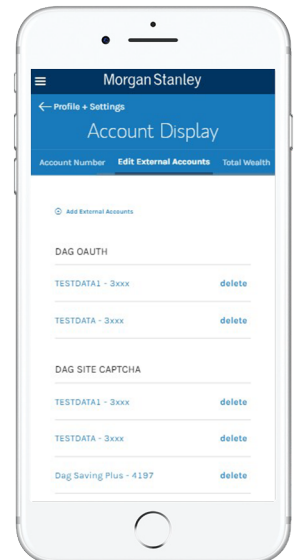 Morgan Stanley
Profile + Settings
Account Display
Account Number Edit External Accounts Total Wealth
Add External Accounts
DAG OAUTH
TESTDATA1 - 3xxx delete
TESTDATA - 3xxx delete
DAG SITE CAPTCHA
TESTDATA1 - 3xxx delete
TESTDATA - 3xxx delete
Dag Saving Plus - 4197 delete